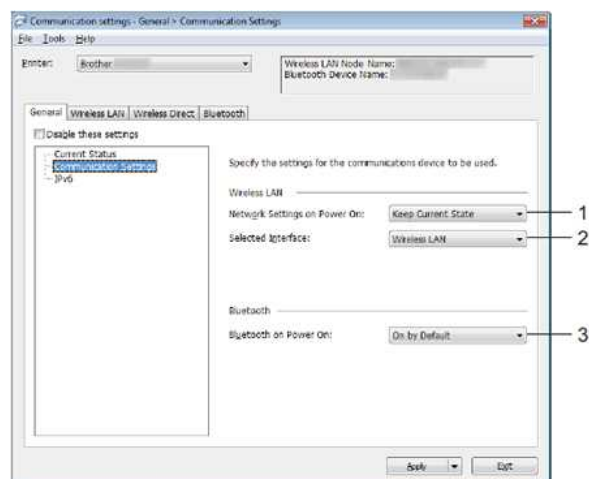 Communication settings - General > Communication Settings
File Tools Help
Printer: Brother
Wireless LAN Node Name:
Bluetooth Device Name:
General Wireless LAN Wireless Direct Bluetooth
Disable these settings
Current Status
Communication Settings
IPv6
Specify the settings for the communications device to be used.
Wireless LAN
Network Settings on Power On: Keep Current State 1
Selected Interface: Wireless LAN 2
Bluetooth
Bluetooth on Power On: On by Default 3
Apply Exit